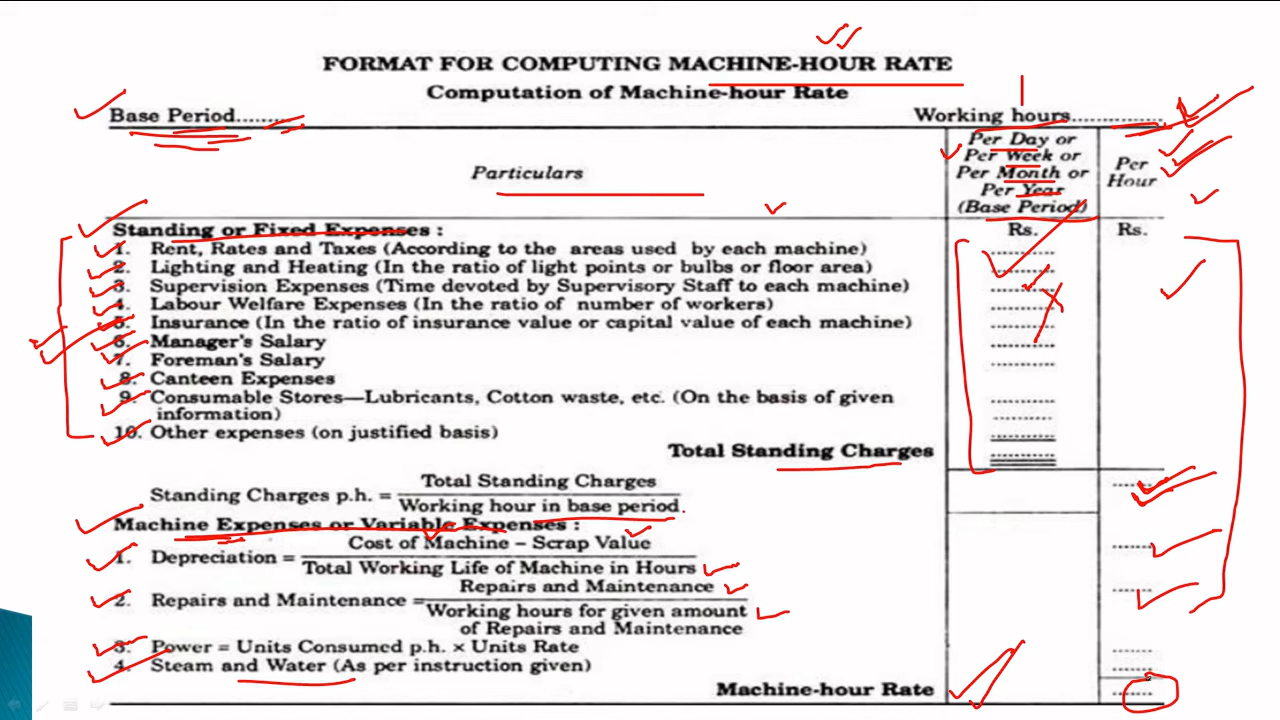 FORMAT FOR COMPUTING MACHINE-HOUR RATE
Computation of Machine-hour Rate
Base Period.......... Working hours..............
Particulars
Per Day or
Per Week or
Per Month or
Per Year
(Base Period)
Per
Hour
Standing or Fixed Expenses : Rs. Rs.
1. Rent, Rates and Taxes (According to the areas used by each machine)
2. Lighting and Heating (In the ratio of light points or bulbs or floor area)
3. Supervision Expenses (Time devoted by Supervisory Staff to each machine)
4. Labour Welfare Expenses (In the ratio of number of workers)
5. Insurance (In the ratio of insurance value or capital value of each machine)
6. Manager's Salary
7. Foreman's Salary
8. Canteen Expenses
9. Consumable Stores—Lubricants, Cotton waste, etc. (On the basis of given
information)
10. Other expenses (on justified basis)
Total Standing Charges
Standing Charges p.h. = Total Standing Charges
Working hour in base period
Machine Expenses or Variable Expenses :
1. Depreciation = Cost of Machine – Scrap Value
Total Working Life of Machine in Hours
2. Repairs and Maintenance = Repairs and Maintenance
Working hours for given amount
of Repairs and Maintenance
3. Power = Units Consumed p.h. × Units Rate
4. Steam and Water (As per instruction given)
Machine-hour Rate